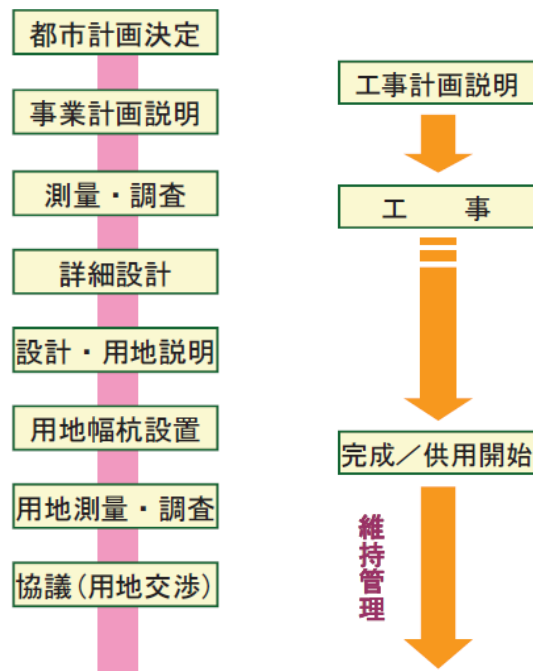 都市計画決定
事業計画説明
測量・調査
詳細設計
設計・用地説明
用地幅杭設置
用地測量・調査
協議(用地交渉)
工事計画説明
工　事
完成／供用開始
維持管理